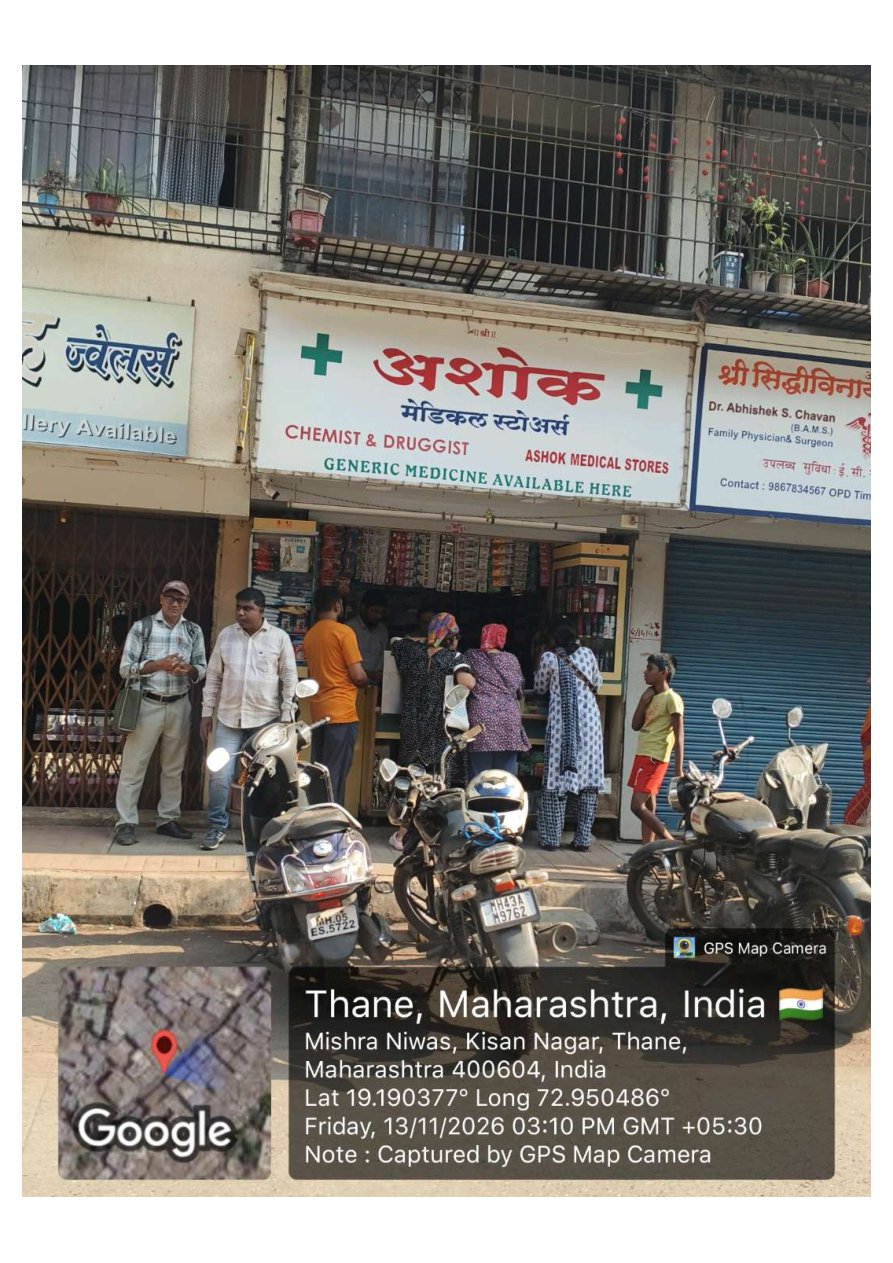 ज्वेलर्स
llery Available
॥श्री॥
अशोक
मेडिकल स्टोअर्स
CHEMIST & DRUGGIST
ASHOK MEDICAL STORES
GENERIC MEDICINE AVAILABLE HERE
श्री सिद्धीविना
Dr. Abhishek S. Chavan
(B.A.M.S.)
Family Physician& Surgeon
उपलब्ध सुविधा : ई. सी.
Contact : 9867834567 OPD Tim
MH.05
ES.5722
MH43A
M9762
GPS Map Camera
Thane, Maharashtra, India
Mishra Niwas, Kisan Nagar, Thane,
Maharashtra 400604, India
Lat 19.190377° Long 72.950486°
Friday, 13/11/2026 03:10 PM GMT +05:30
Note : Captured by GPS Map Camera
Google